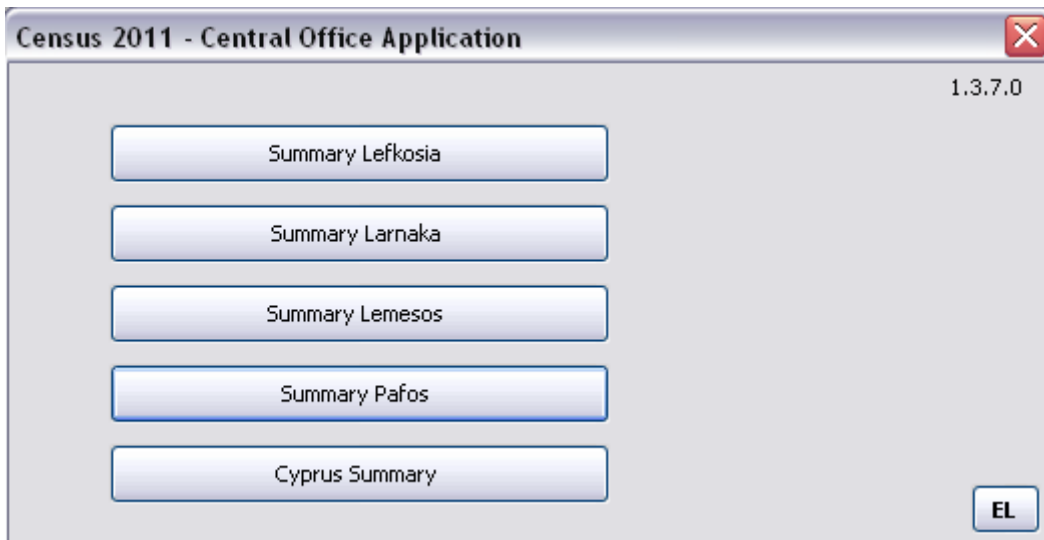 Census 2011 - Central Office Application
1.3.7.0
Summary Lefkosia
Summary Larnaka
Summary Lemesos
Summary Pafos
Cyprus Summary
EL